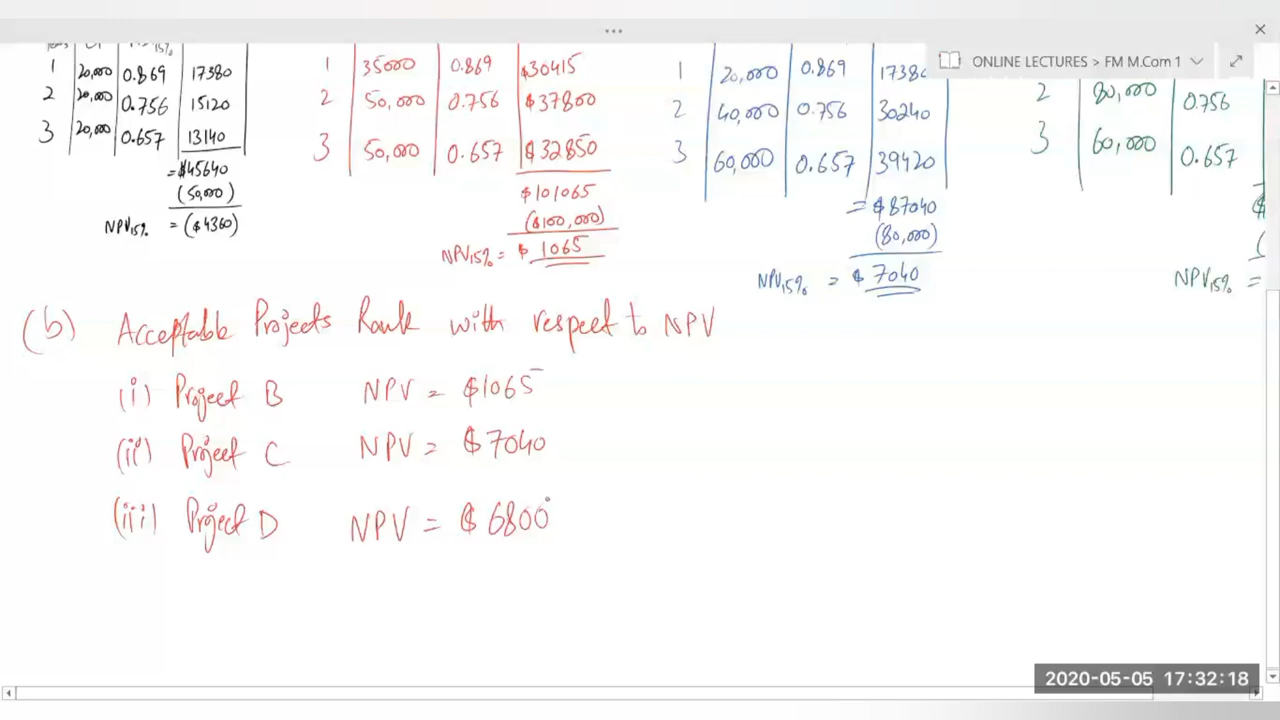 ONLINE LECTURES > FM M.Com 1
15%
1 20,000 0.869 17380
2 20,000 0.756 15120
3 20,000 0.657 13140
= $45640
(50,000)
NPV15% = ($4360)
1 35000 0.869 $30415
2 50,000 0.756 $37800
3 50,000 0.657 $32850
$101065
($100,000)
NPV15% = $ 1065
1 20,000 0.869 1738
2 40,000 0.756 30240
3 60,000 0.657 39420
= $87040
(80,000)
NPV15% = $ 7040
2 80,000 0.756
3 60,000 0.657
$
(
NPV15% =
(b) Acceptable Projects Rank with respect to NPV
(i) Project B NPV = $1065
(ii) Project C NPV = $7040
(iii) Project D NPV = $6800
2020-05-05 17:32:18